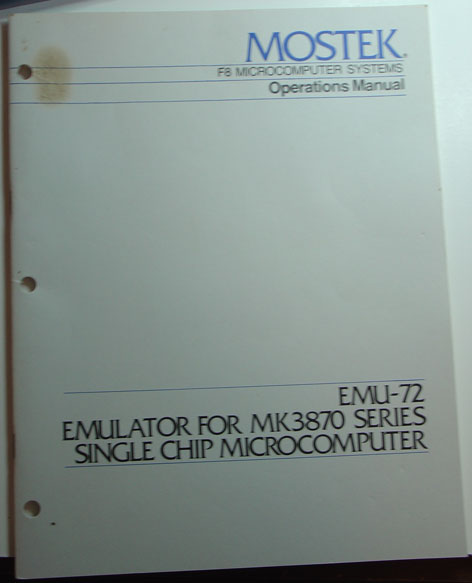 MOSTEK®
F8 MICROCOMPUTER SYSTEMS
Operations Manual
EMU-72
EMULATOR FOR MK3870 SERIES
SINGLE CHIP MICROCOMPUTER